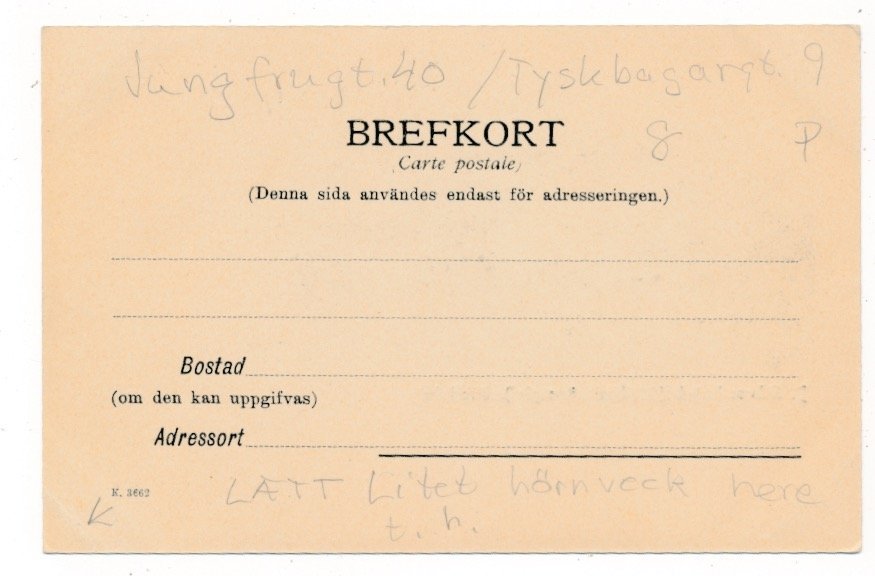 Jungfrugt. 40 / Tyskbagargt. 9
BREFKORT 8 P
(Carte postale)
(Denna sida användes endast för adresseringen.)
Bostad
(om den kan uppgifvas)
Adressort
K. 3662
K LÄTT Litet hörnveck nere
t. h.